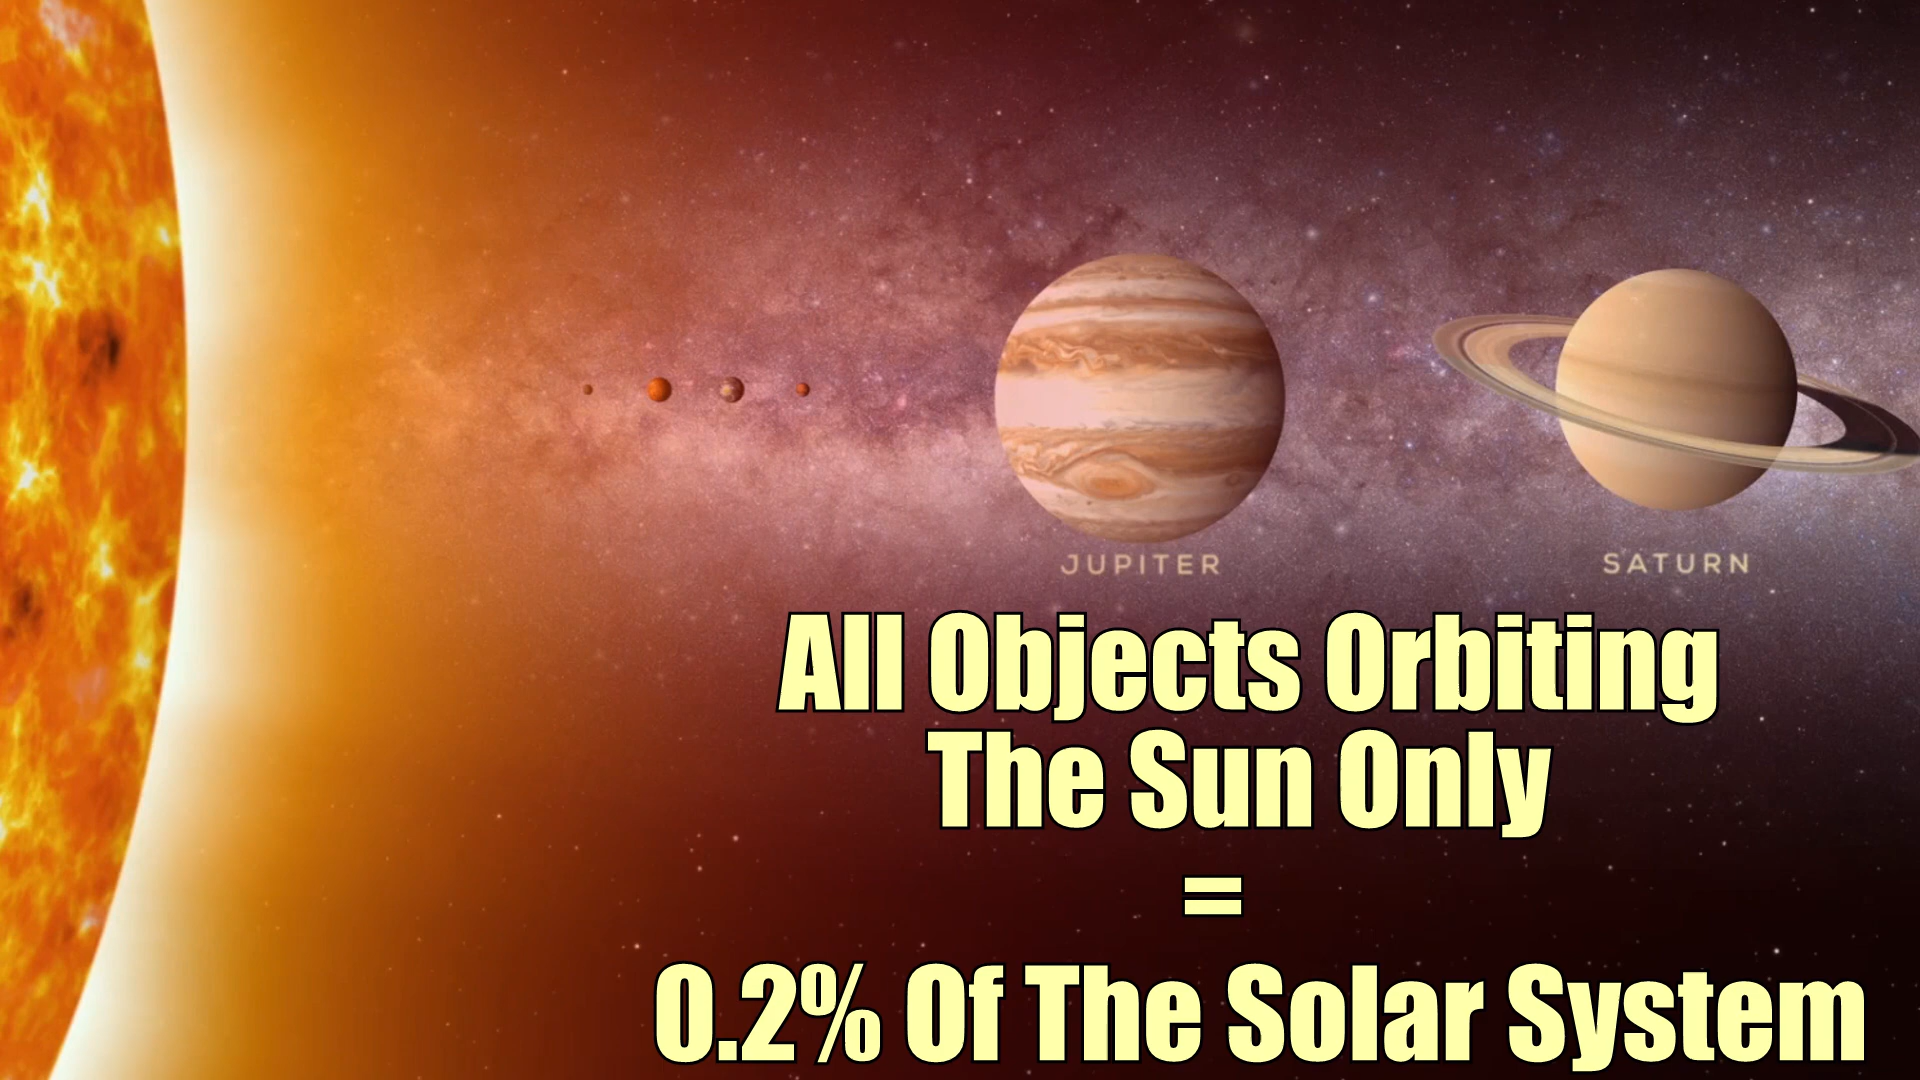 JUPITER
SATURN
All Objects Orbiting
The Sun Only
=
0.2% Of The Solar System